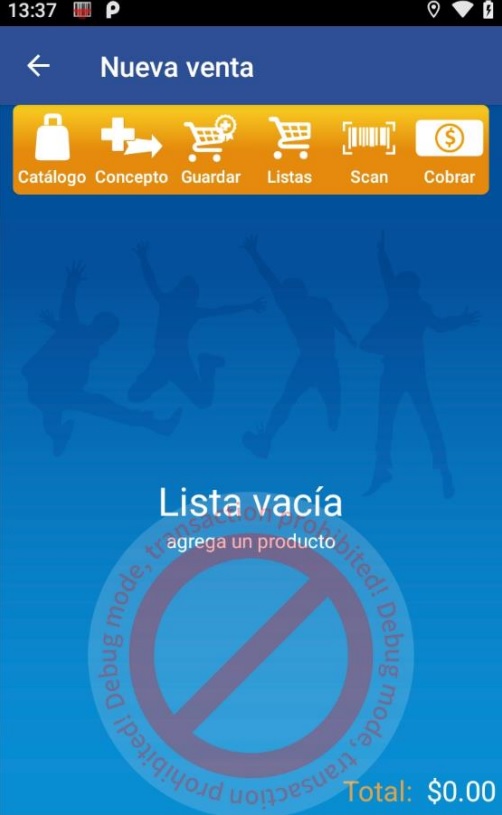 13:37
Nueva venta
Catálogo Concepto Guardar Listas Scan Cobrar
Lista vacía
agrega un producto
Debug mode, transaction prohibited! Debug mode, transaction prohibited!
Total: $0.00